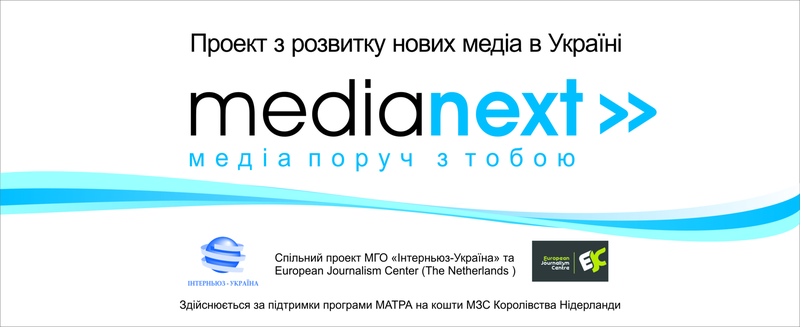 Проект з розвитку нових медіа в Україні
medianext >>
медіа поруч з тобою
Спільний проект МГО «Інтерньюз-Україна» та
European Journalism Center (The Netherlands )
ІНТЕРНЬЮЗ - УКРАЇНА
European
Journalism
Centre
EJC
Здійснюється за підтримки програми МАТРА на кошти МЗС Королівства Нідерланди